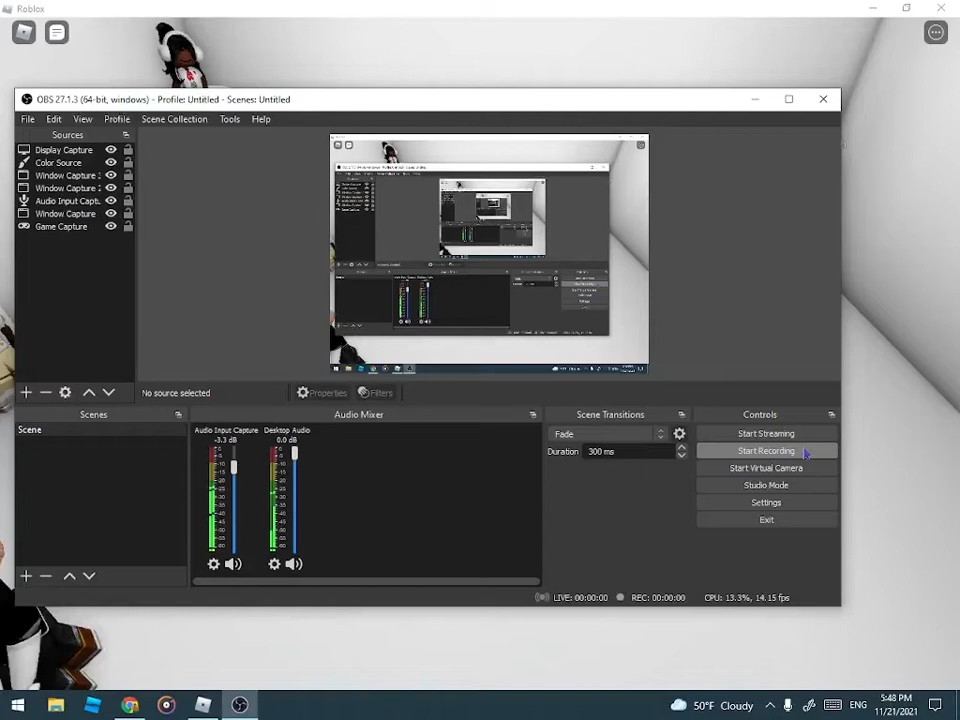 Roblox
OBS 27.1.3 (64-bit, windows) - Profile: Untitled - Scenes: Untitled
File Edit View Profile Scene Collection Tools Help
Sources
Display Capture
Color Source
Window Capture
Window Capture
Audio Input Capt
Window Capture
Game Capture
No source selected Properties Filters
Scenes Audio Mixer Scene Transitions Controls
Scene
Audio Input Capture Desktop Audio
-3.3 dB 0.0 dB
Fade
Duration 300 ms
Start Streaming
Start Recording
Start Virtual Camera
Studio Mode
Settings
Exit
LIVE: 00:00:00 REC: 00:00:00 CPU: 13.3%, 14.15 fps
50°F Cloudy ENG
5:48 PM
11/21/2021